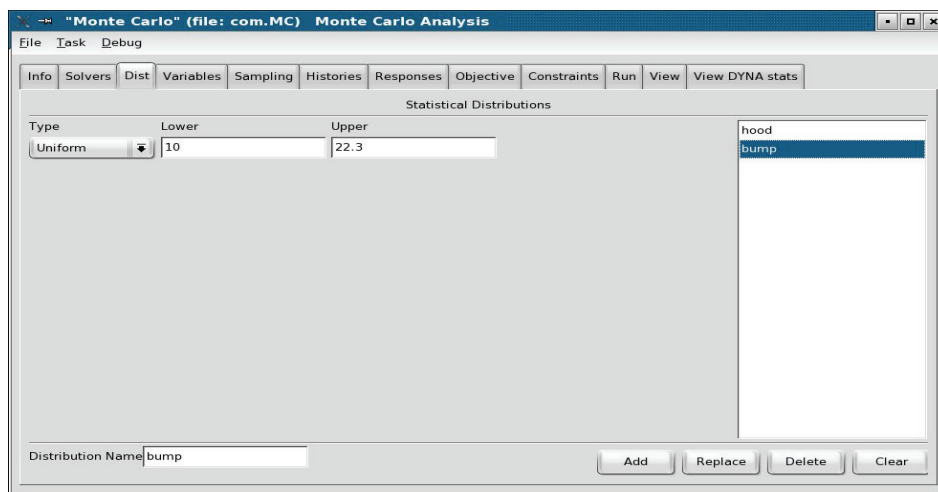 "Monte Carlo" (file: com.MC) Monte Carlo Analysis
File Task Debug
Info Solvers Dist Variables Sampling Histories Responses Objective Constraints Run View View DYNA stats
Statistical Distributions
Type Lower Upper
Uniform 10 22.3
hood
bump
Distribution Name bump
Add Replace Delete Clear